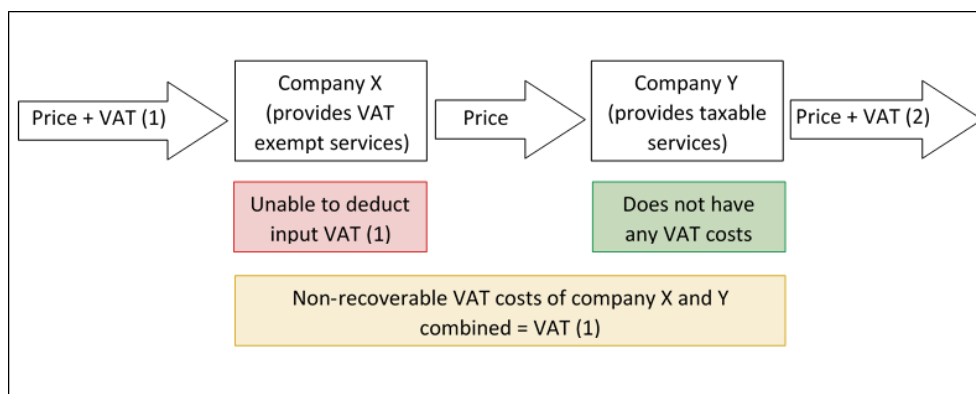 Price + VAT (1)
Company X
(provides VAT
exempt services)
Price
Company Y
(provides taxable
services)
Price + VAT (2)
Unable to deduct
input VAT (1)
Does not have
any VAT costs
Non-recoverable VAT costs of company X and Y
combined = VAT (1)